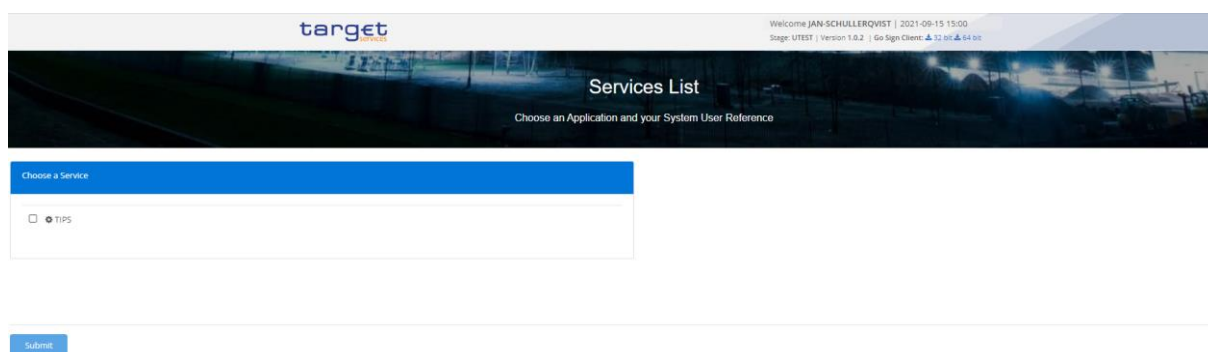 target
services
Welcome JAN-SCHULLERQVIST | 2021-09-15 15:00
Stage: UTEST | Version 1.0.2 | Go Sign Client: 32 bit 64 bit
Services List
Choose an Application and your System User Reference
Choose a Service
TIPS
Submit